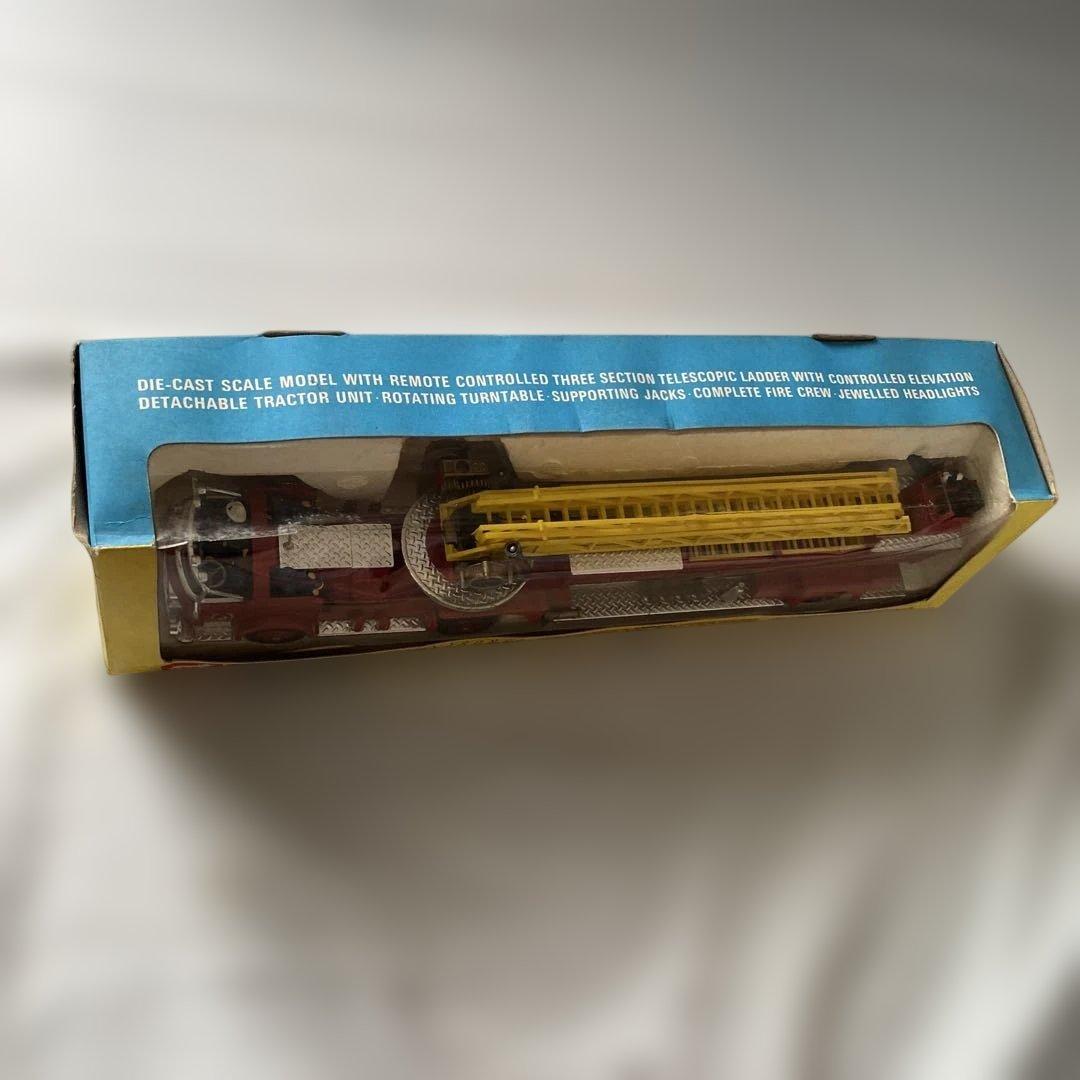 DIE-CAST SCALE MODEL WITH REMOTE CONTROLLED THREE SECTION TELESCOPIC LADDER WITH CONTROLLED ELEVATION
DETACHABLE TRACTOR UNIT · ROTATING TURNTABLE · SUPPORTING JACKS · COMPLETE FIRE CREW · JEWELLED HEADLIGHTS